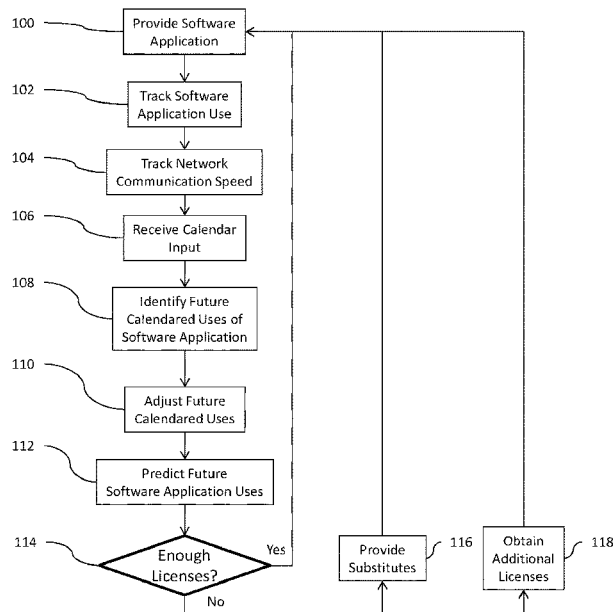 100
Provide Software
Application
102
Track Software
Application Use
104
Track Network
Communication Speed
106
Receive Calendar
Input
108
Identify Future
Calendared Uses of
Software Application
110
Adjust Future
Calendared Uses
112
Predict Future
Software Application Uses
114
Enough
Licenses?
Yes
No
Provide
Substitutes
116
Obtain
Additional
Licenses
118